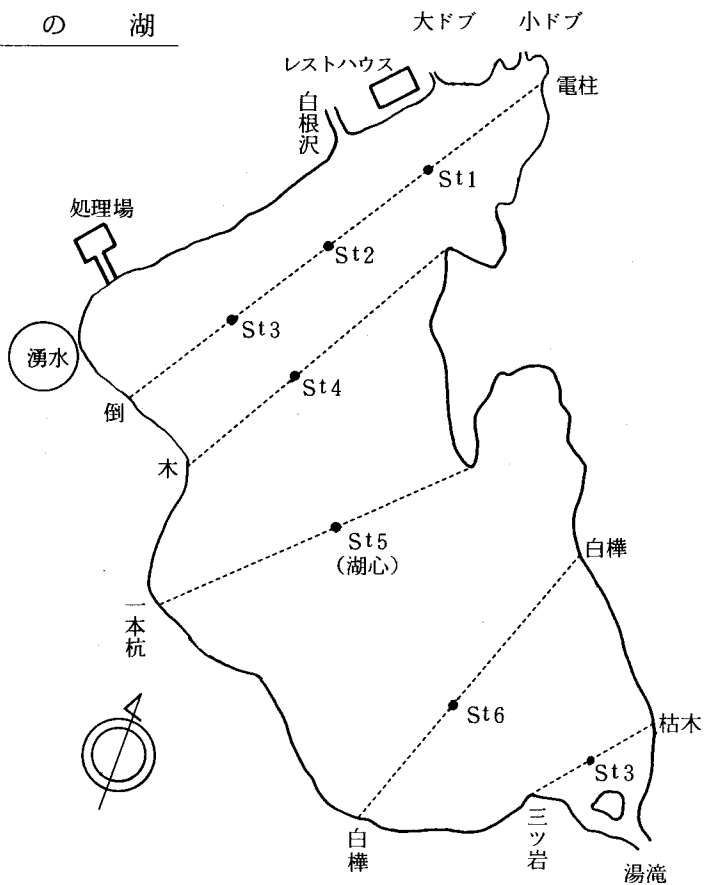 の 湖
大ドブ
小ドブ
レストハウス
電柱
白根沢
St1
処理場
St2
St3
湧水
St4
倒
木
St5
(湖心)
白樺
一本杭
St6
枯木
St3
三ツ岩
白樺
湯滝